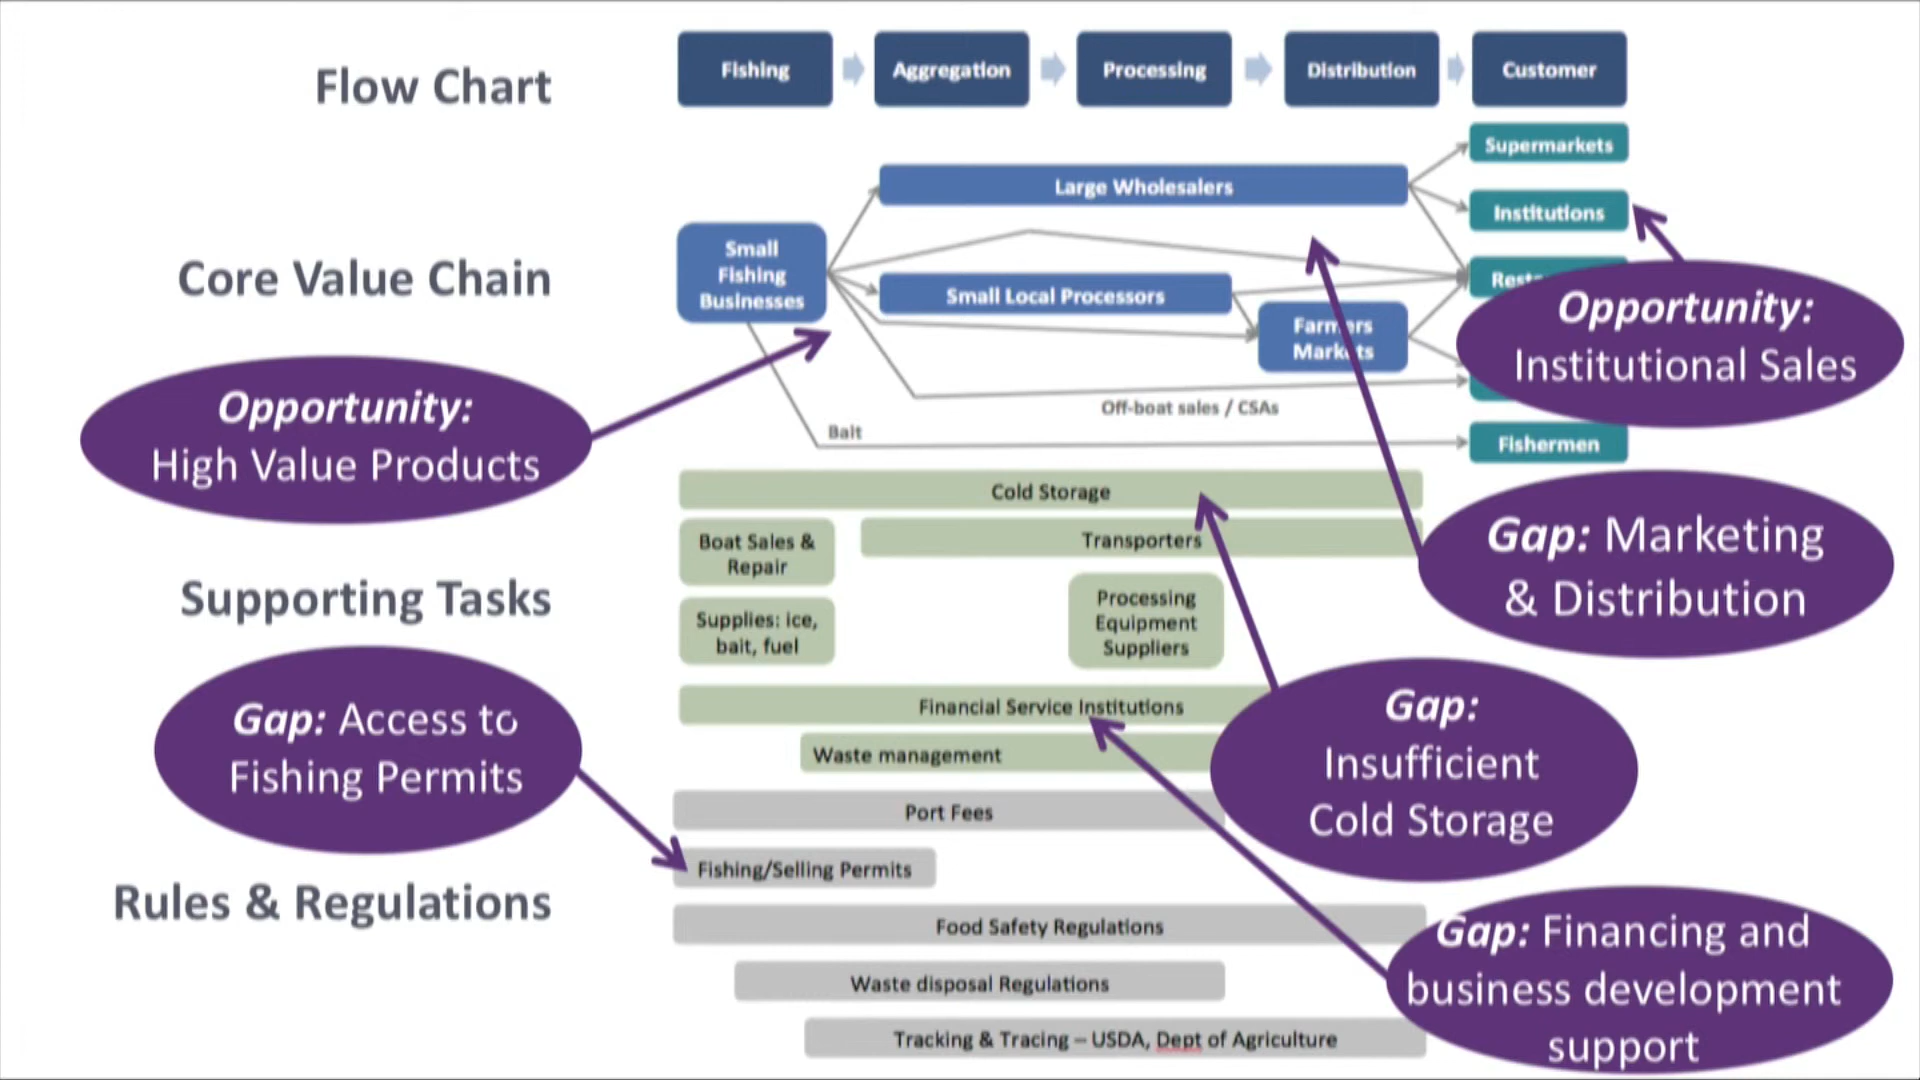 Flow Chart
Fishing
Aggregation
Processing
Distribution
Customer
Core Value Chain
Small
Fishing
Businesses
Large Wholesalers
Small Local Processors
Farmers
Markets
Off-boat sales / CSAs
Bait
Supermarkets
Institutions
Fishermen
Opportunity:
Institutional Sales
Opportunity:
High Value Products
Gap: Marketing
& Distribution
Supporting Tasks
Cold Storage
Boat Sales &
Repair
Transporters
Supplies: ice,
bait, fuel
Processing
Equipment
Suppliers
Financial Service Institutions
Waste management
Gap:
Insufficient
Cold Storage
Gap: Access to
Fishing Permits
Rules & Regulations
Port Fees
Fishing/Selling Permits
Food Safety Regulations
Waste disposal Regulations
Tracking & Tracing – USDA, Dept of Agriculture
Gap: Financing and
business development
support